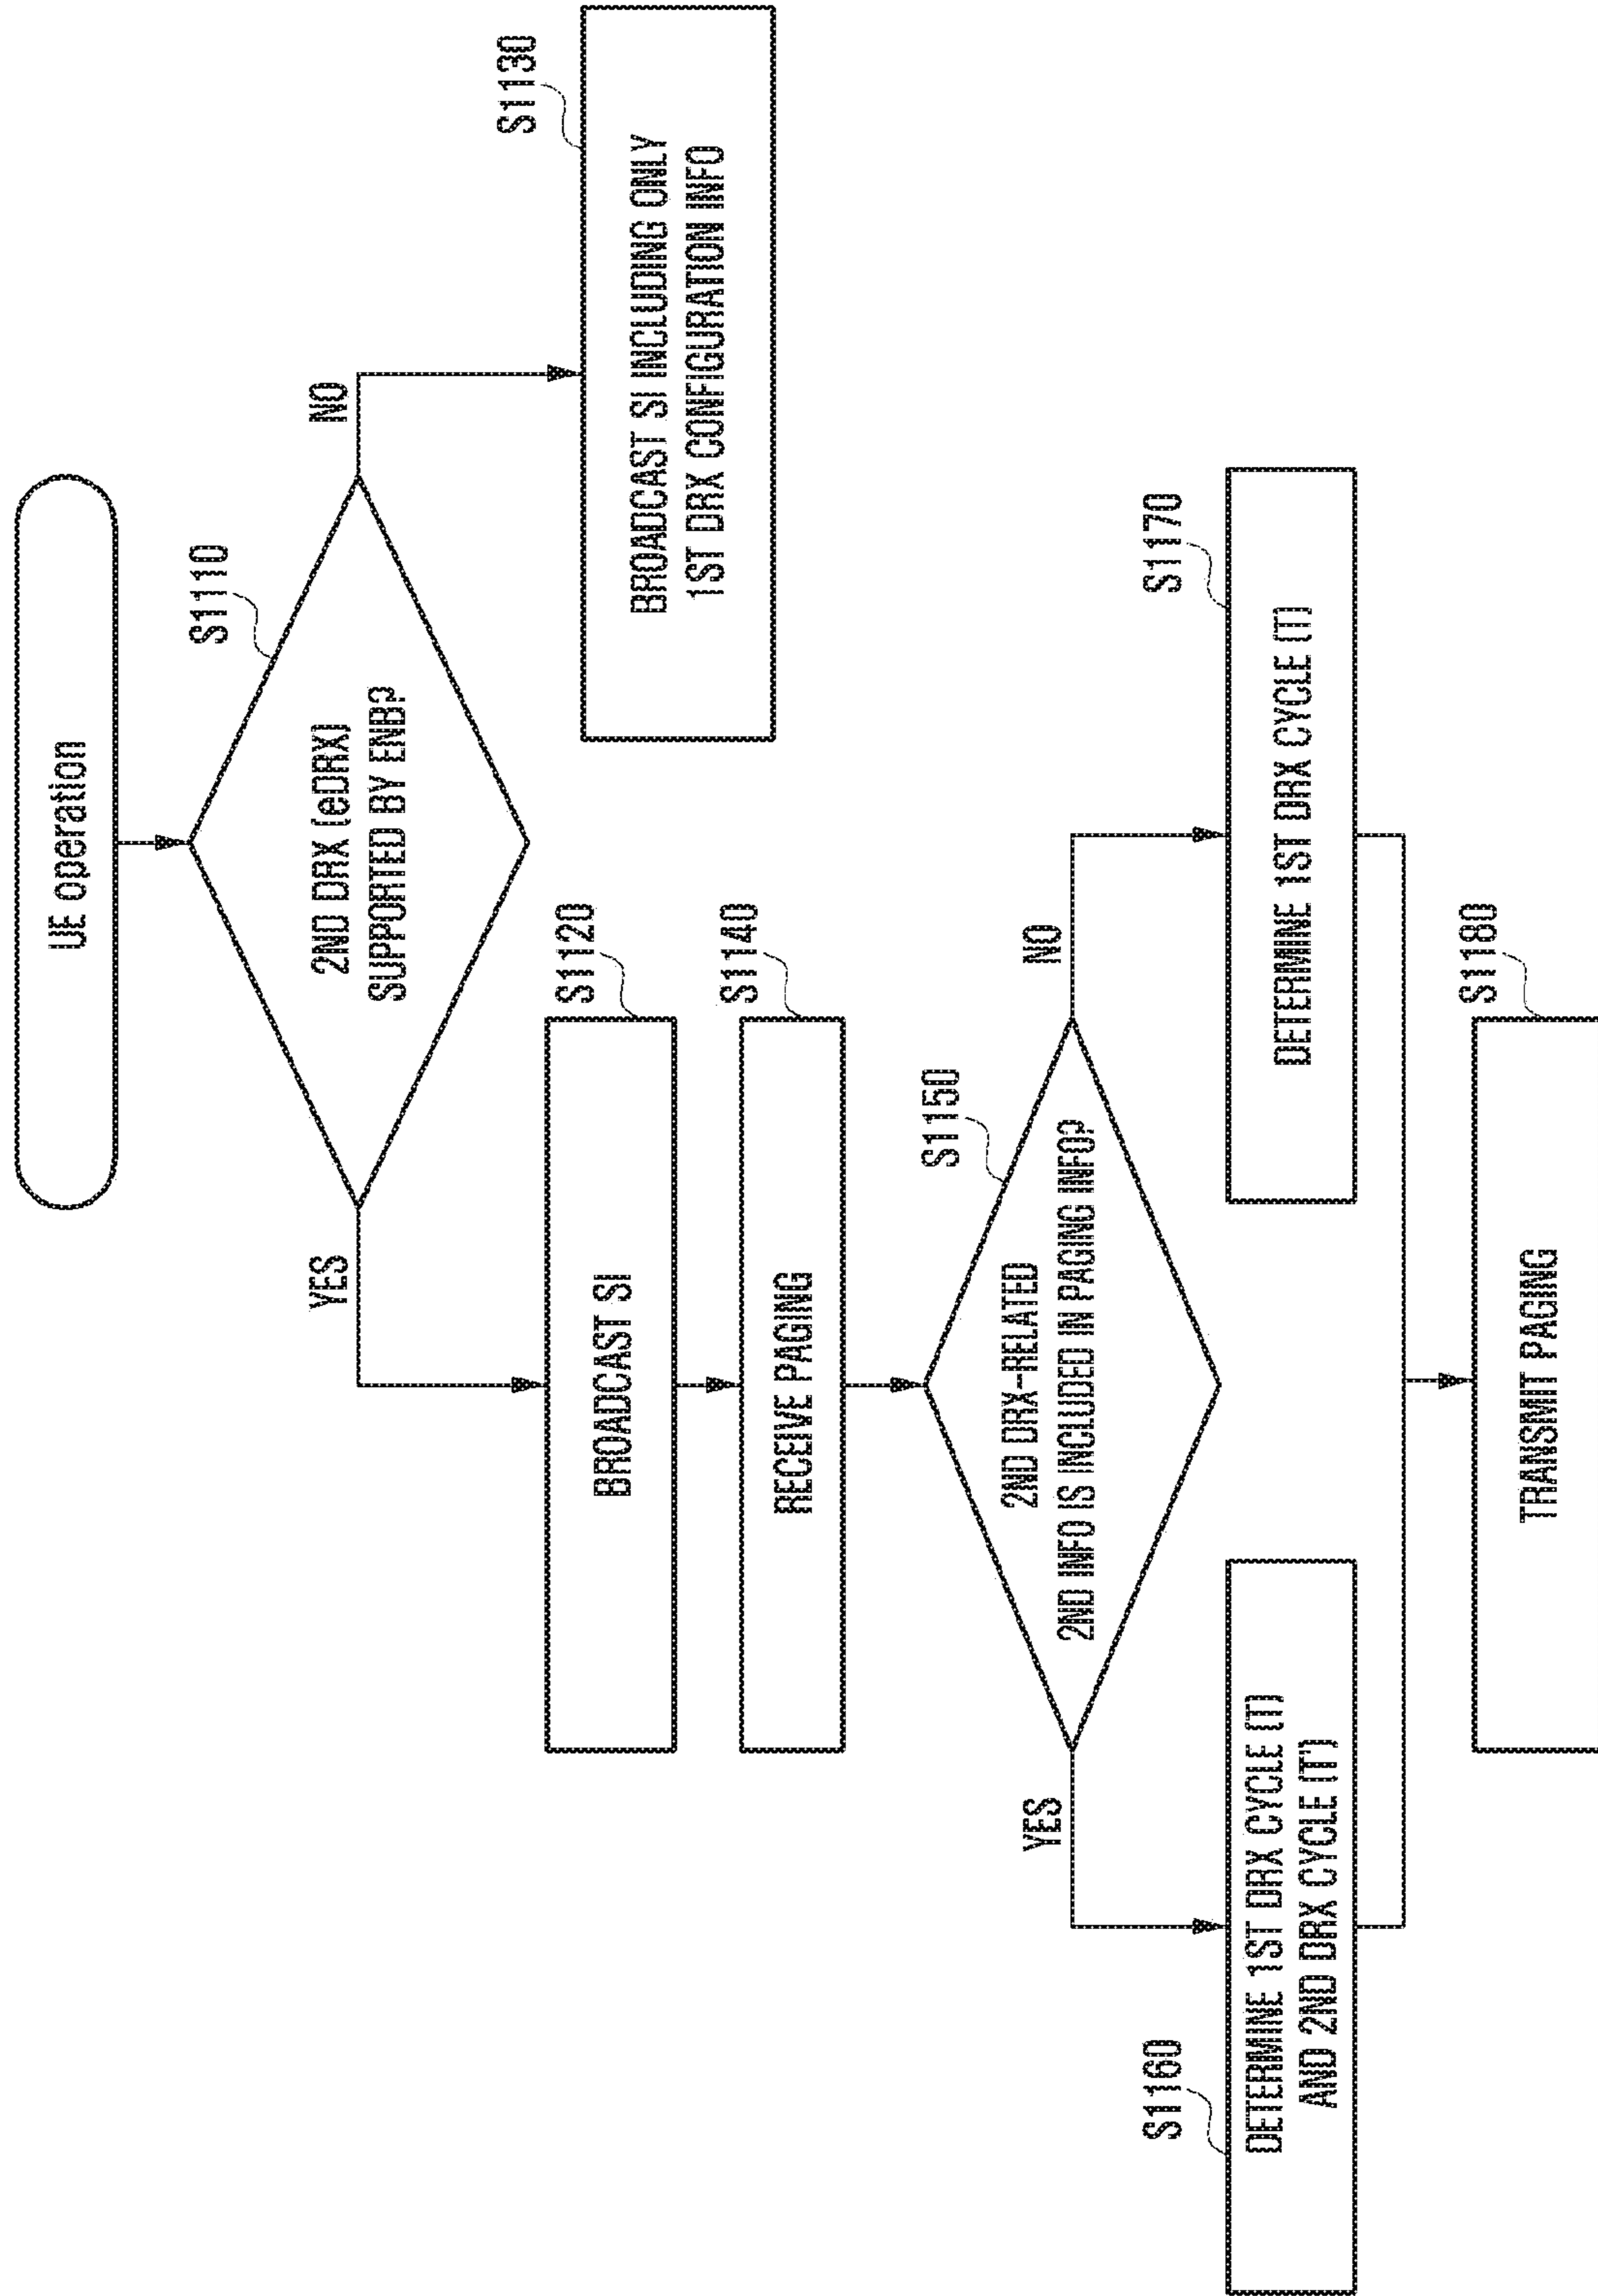 UE operation
S1110
2ND DRX (eDRX)
SUPPORTED BY ENB?
YES
NO
S1120
BROADCAST SI
S1130
BROADCAST SI INCLUDING ONLY
1ST DRX CONFIGURATION INFO
S1140
RECEIVE PAGING
S1150
2ND DRX-RELATED
2ND INFO IS INCLUDED IN PAGING INFO?
YES
NO
S1160
DETERMINE 1ST DRX CYCLE (T)
AND 2ND DRX CYCLE (T')
S1170
DETERMINE 1ST DRX CYCLE (T)
S1180
TRANSMIT PAGING